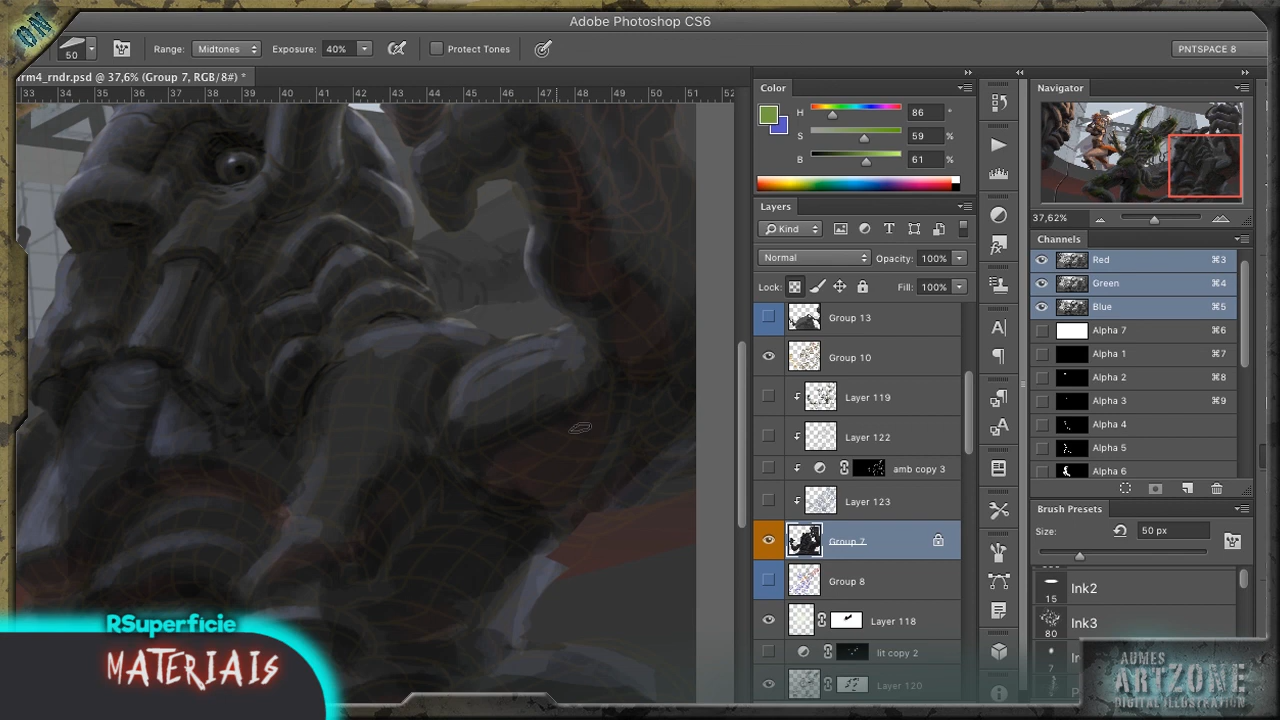 ON
Adobe Photoshop CS6
50
Range:
Midtones
Exposure:
40%
Protect Tones
PNTSPACE 8
rm4_rndr.psd @ 37,6% (Group 7, RGB/8#) *
33 34 35 36 37 38 39 40 41 42 43 44 45 46 47 48 49 50 51 52
Color
H 86 °
S 59 %
B 61 %
Layers
Kind
T
Normal
Opacity: 100%
Lock:
Fill: 100%
Group 13
Group 10
Layer 119
Layer 122
amb copy 3
Layer 123
Group 7
Group 8
Layer 118
lit copy 2
Layer 120
Navigator
37,62%
Channels
Red ⌘3
Green ⌘4
Blue ⌘5
Alpha 7 ⌘6
Alpha 1 ⌘7
Alpha 2 ⌘8
Alpha 3 ⌘9
Alpha 4
Alpha 5
Alpha 6
Brush Presets
Size: 50 px
15 Ink2
80 Ink3
7
RSuperficie
MATERIAIS
AUMES
ARTZONE
DIGITAL ILLUSTRATION